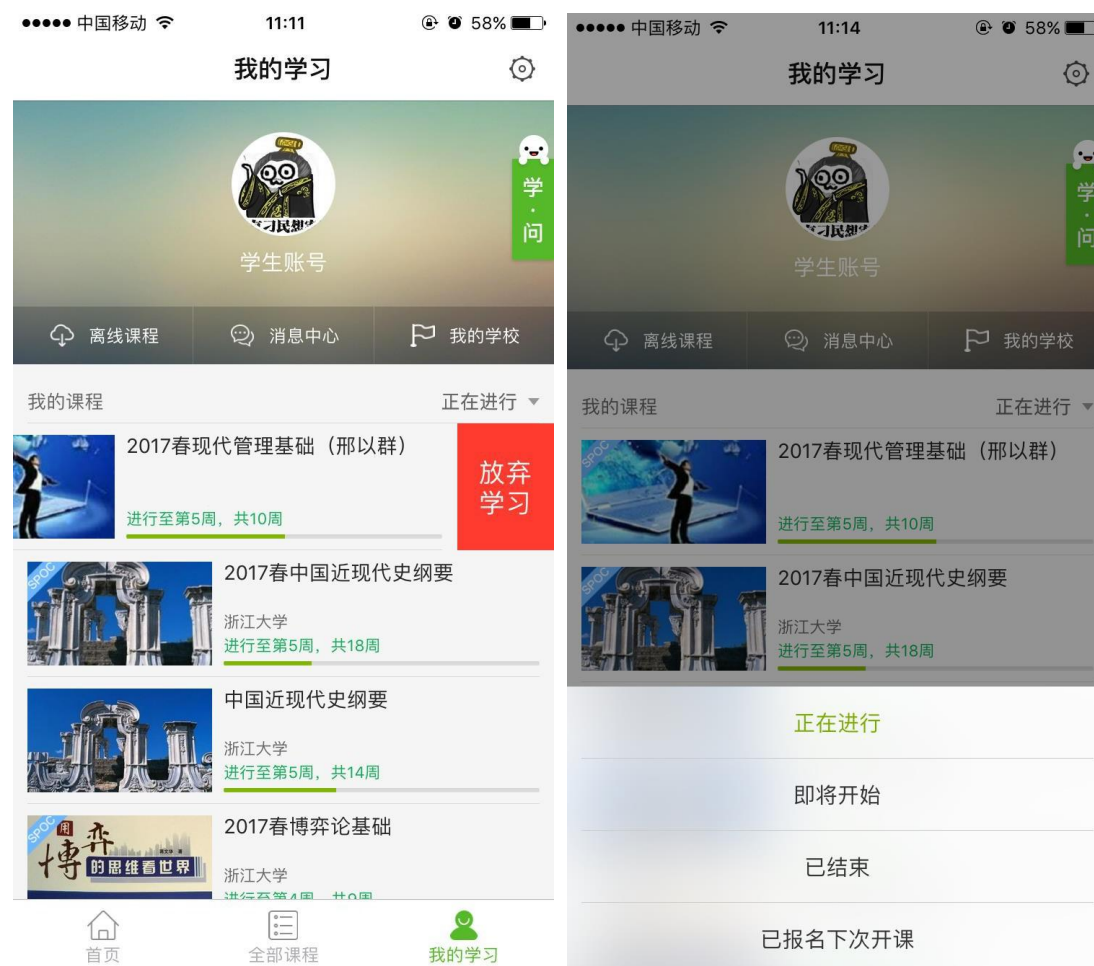 中国移动 11:11 58%
我的学习
学生账号
学·问
离线课程 消息中心 我的学校
我的课程 正在进行
2017春现代管理基础（邢以群）
进行至第5周，共10周
放弃
学习
SPOC
2017春中国近现代史纲要
浙江大学
进行至第5周，共18周
中国近现代史纲要
浙江大学
进行至第5周，共14周
SPOC
用
博弈
的思维看世界
2017春博弈论基础
浙江大学
进行至第4周，共9周
首页 全部课程 我的学习
中国移动 11:14 58%
我的学习
学生账号
学·问
离线课程 消息中心 我的学校
我的课程 正在进行
SPOC
2017春现代管理基础（邢以群）
进行至第5周，共10周
SPOC
2017春中国近现代史纲要
浙江大学
进行至第5周，共18周
正在进行
即将开始
已结束
已报名下次开课